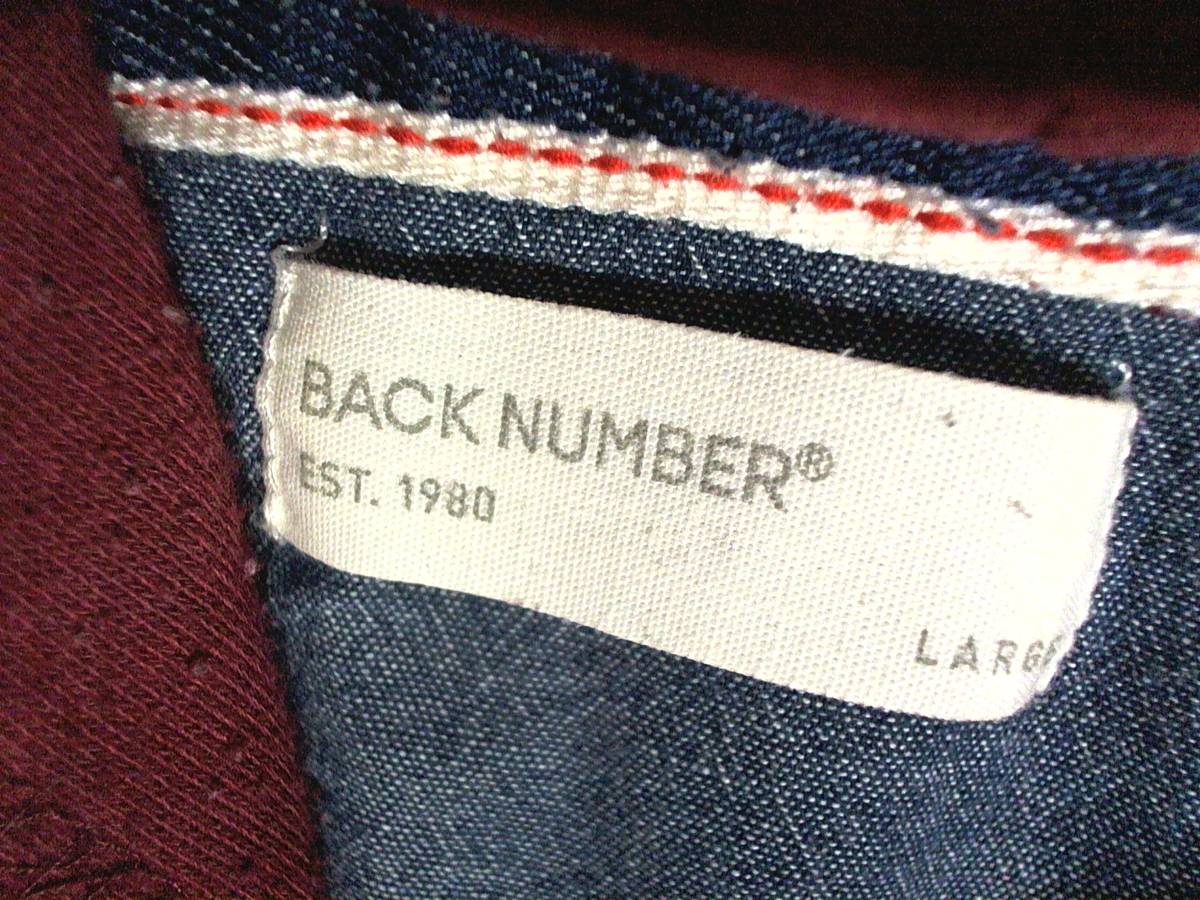 BACK NUMBER®
EST. 1980
LARGE